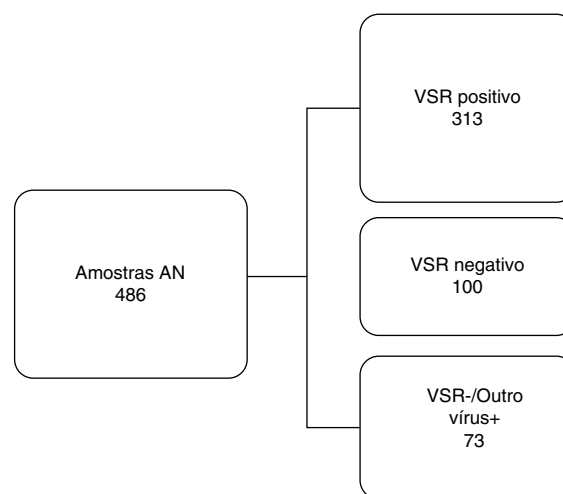 Amostras AN
486
VSR positivo
313
VSR negativo
100
VSR-/Outro
vírus+
73